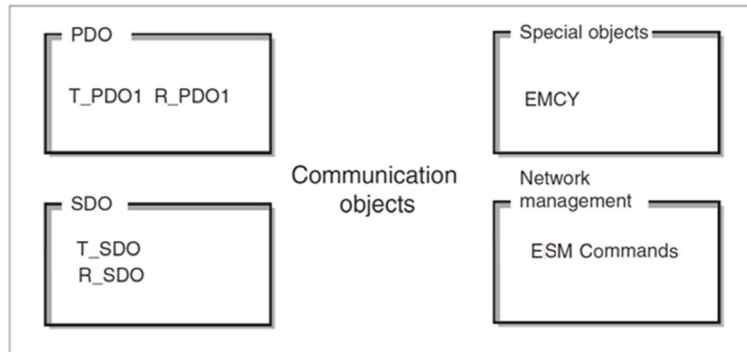 PDO
T_PDO1 R_PDO1
Special objects
EMCY
Communication
objects
SDO
T_SDO
R_SDO
Network
management
ESM Commands